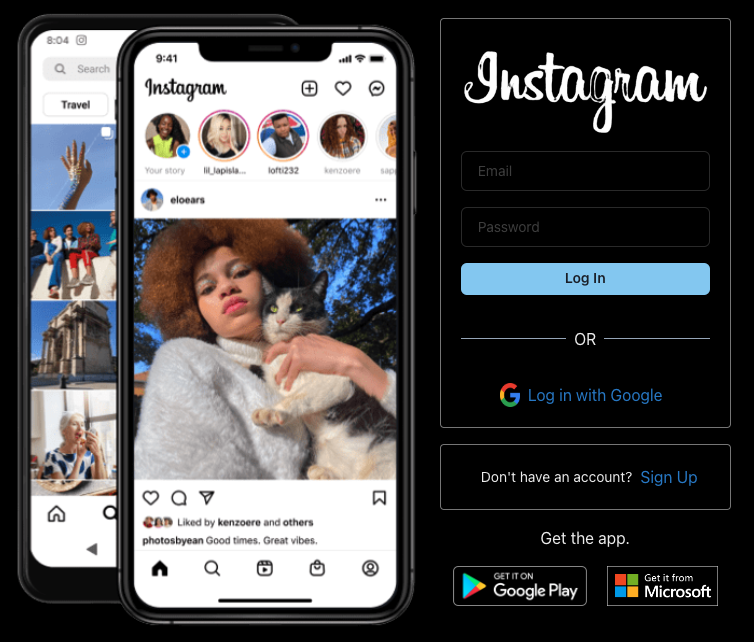 8:04
Search
Travel
9:41
Instagram
Your story
lil_lapisla...
lofti232
kenzoere
sap
eloears
Liked by kenzoere and others
photosbyean Good times. Great vibes.
Instagram
Email
Password
Log In
OR
Log in with Google
Don't have an account? Sign Up
Get the app.
GET IT ON
Google Play
Get it from
Microsoft